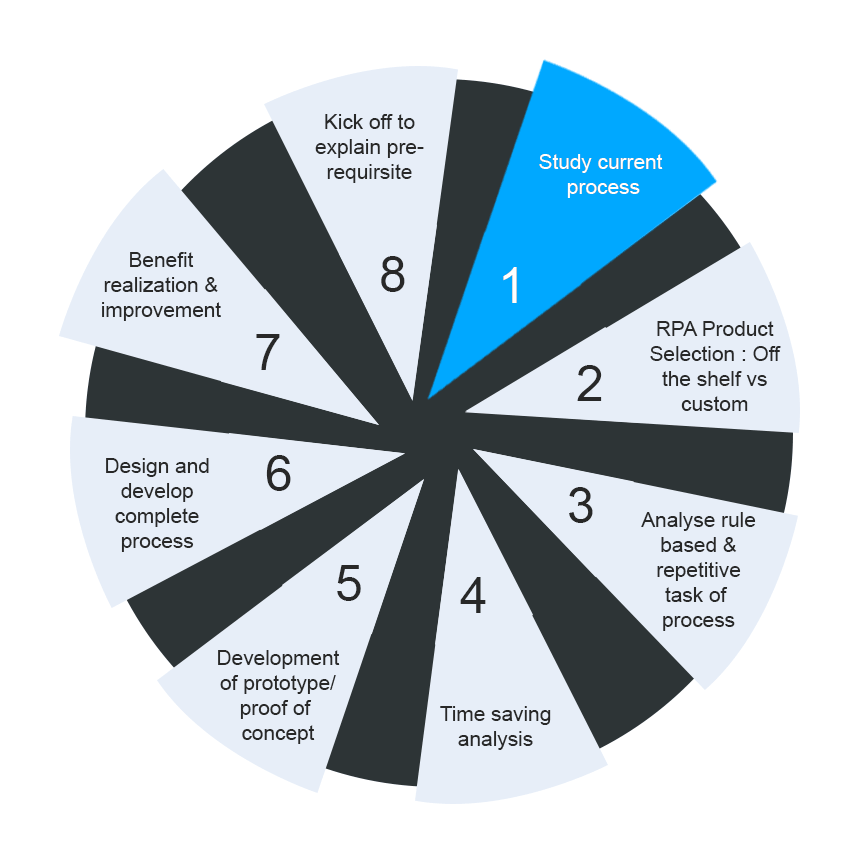 1
Study current
process
2
RPA Product
Selection : Off
the shelf vs
custom
3
Analyse rule
based &
repetitive
task of
process
4
Time saving
analysis
5
Development
of prototype/
proof of
concept
6
Design and
develop
complete
process
7
Benefit
realization &
improvement
8
Kick off to
explain pre-
requirsite